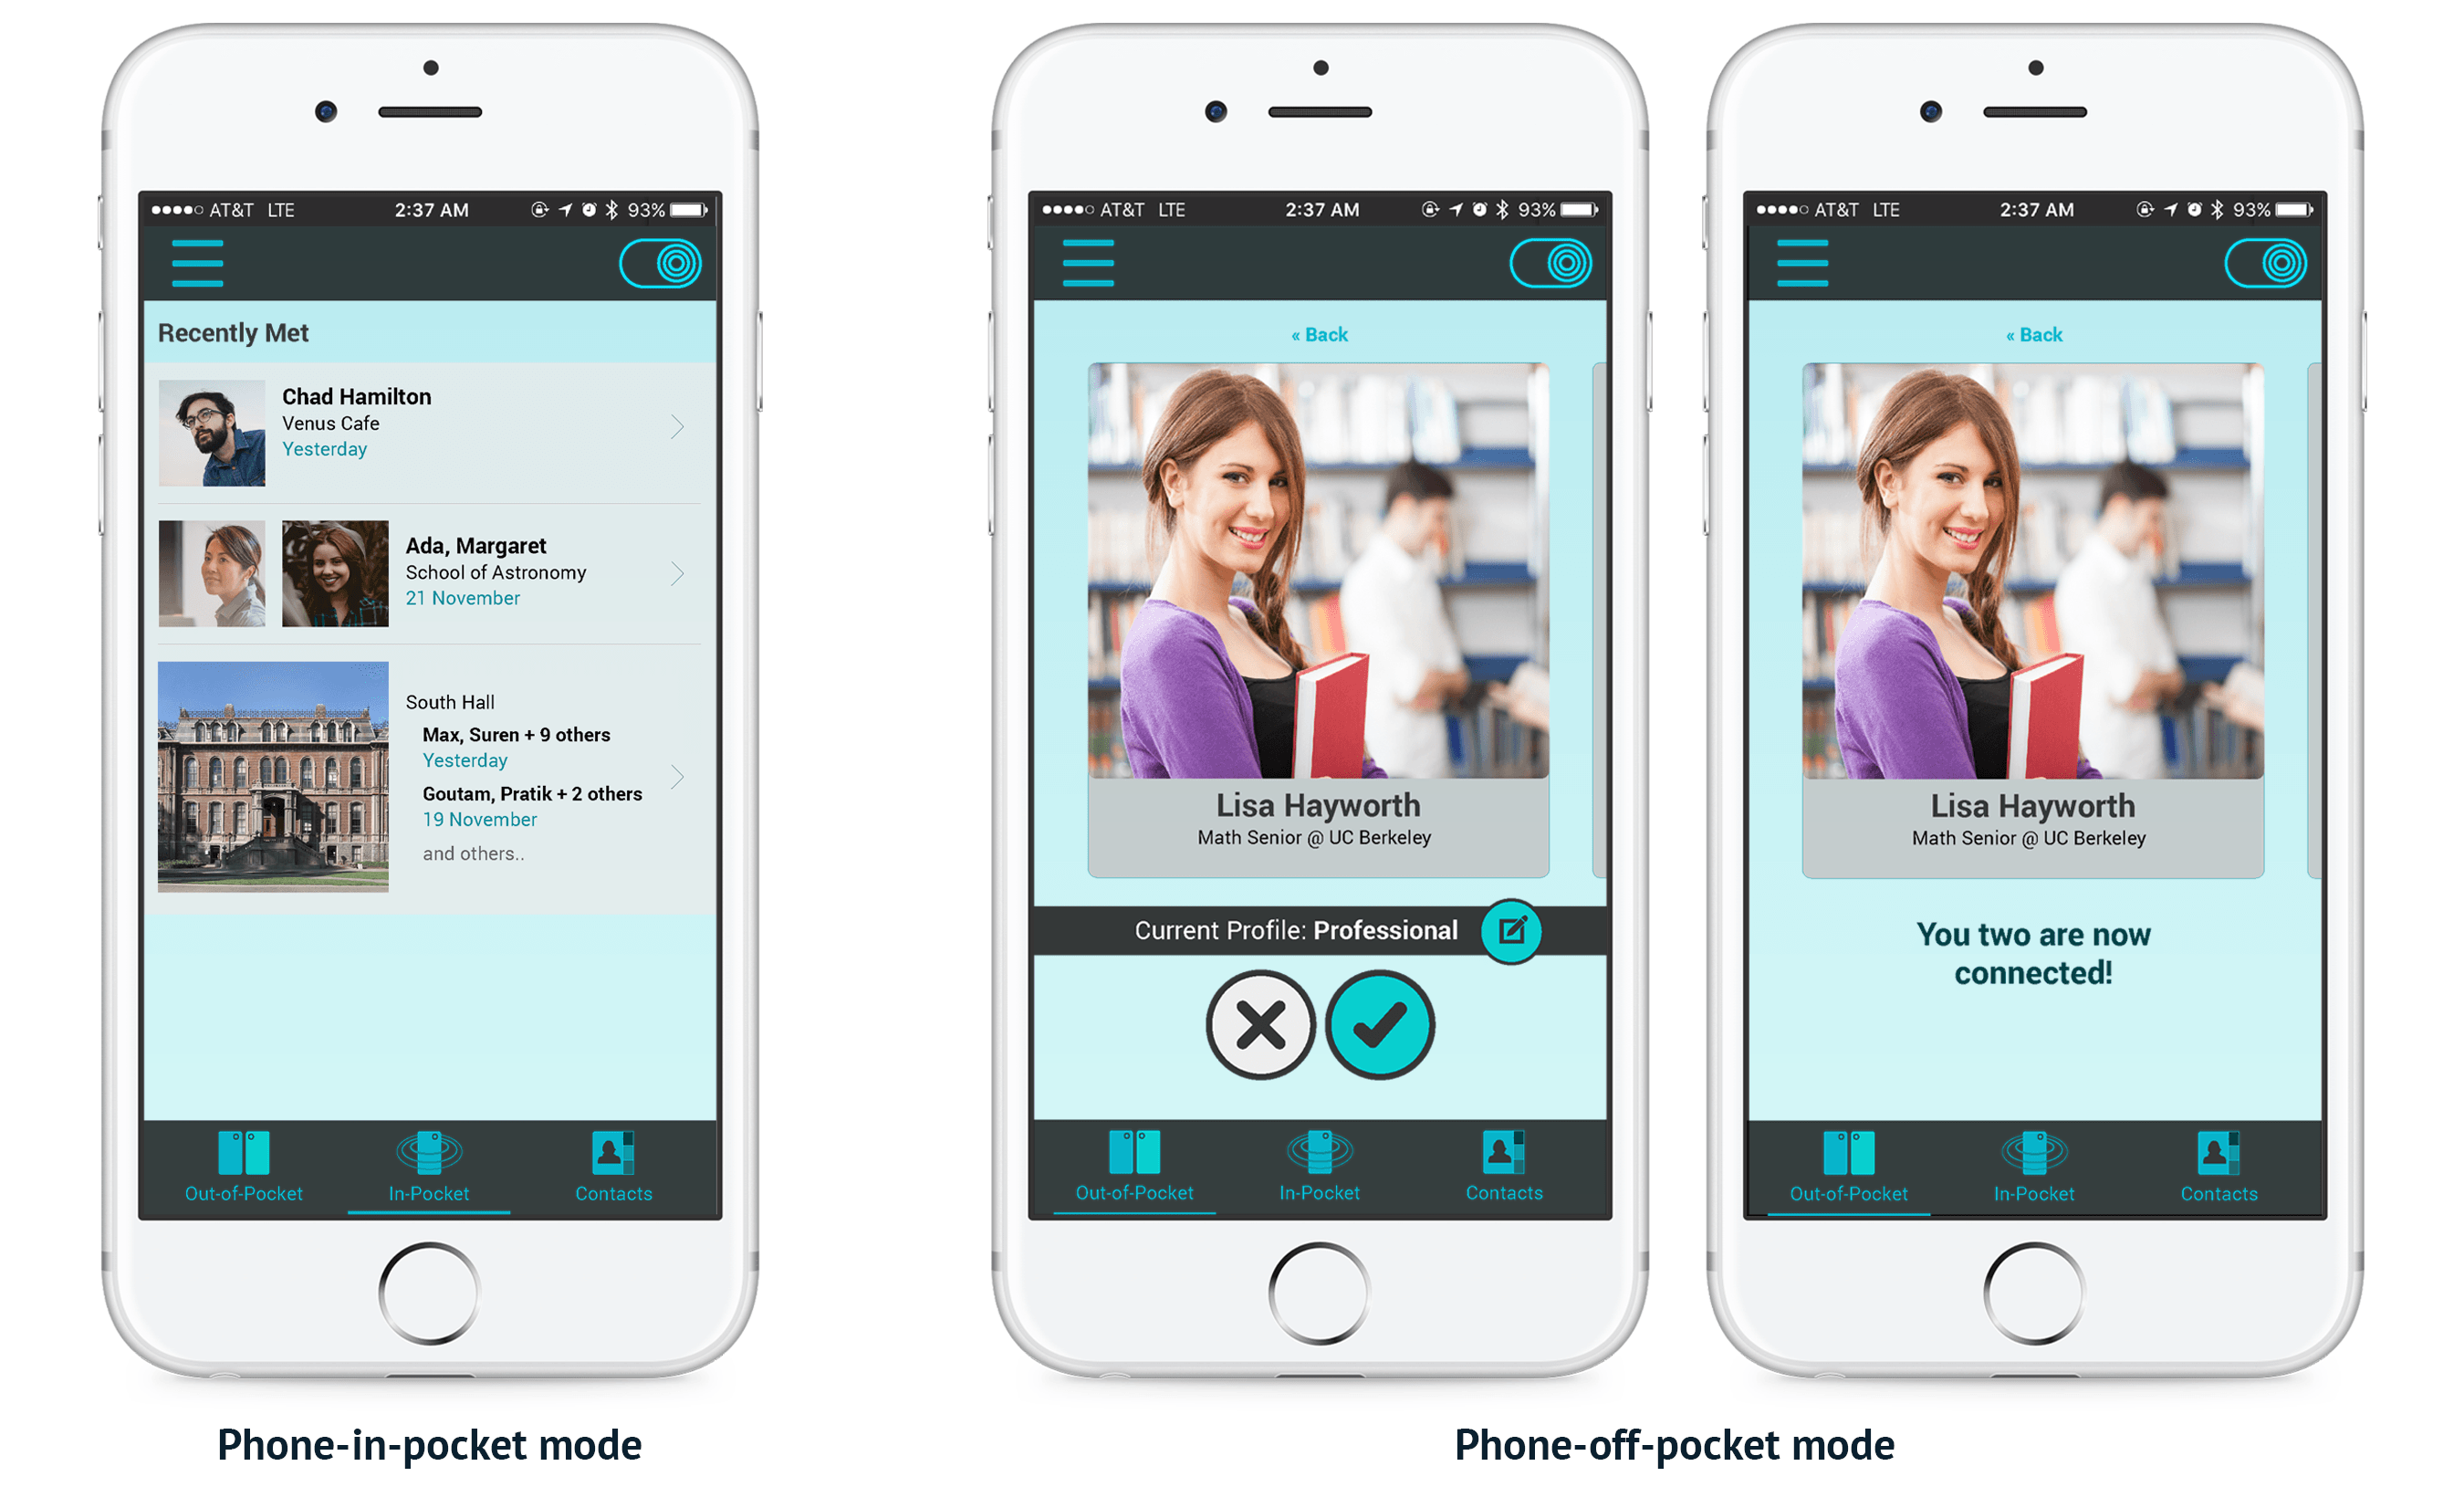 AT&T LTE 2:37 AM 93%
Recently Met
Chad Hamilton
Venus Cafe
Yesterday
Ada, Margaret
School of Astronomy
21 November
South Hall
Max, Suren + 9 others
Yesterday
Goutam, Pratik + 2 others
19 November
and others..
Out-of-Pocket In-Pocket Contacts
Phone-in-pocket mode
AT&T LTE 2:37 AM 93%
« Back
Lisa Hayworth
Math Senior @ UC Berkeley
Current Profile: Professional
Out-of-Pocket In-Pocket Contacts
AT&T LTE 2:37 AM 93%
« Back
Lisa Hayworth
Math Senior @ UC Berkeley
You two are now
connected!
Out-of-Pocket In-Pocket Contacts
Phone-off-pocket mode